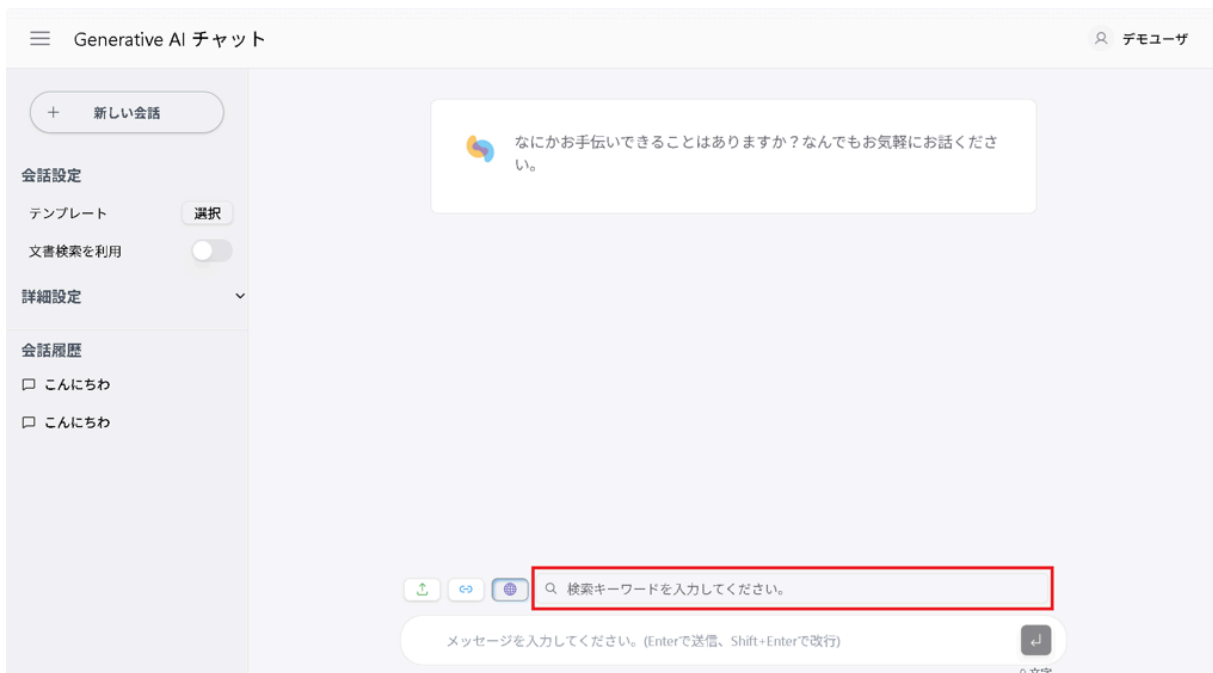 Generative AI チャット
デモユーザ
新しい会話
会話設定
テンプレート
選択
文書検索を利用
詳細設定
会話履歴
こんにちわ
こんにちわ
なにかお手伝いできることはありますか？なんでもお気軽にお話くださ
い。
検索キーワードを入力してください。
メッセージを入力してください。(Enterで送信、Shift+Enterで改行)
0 文字